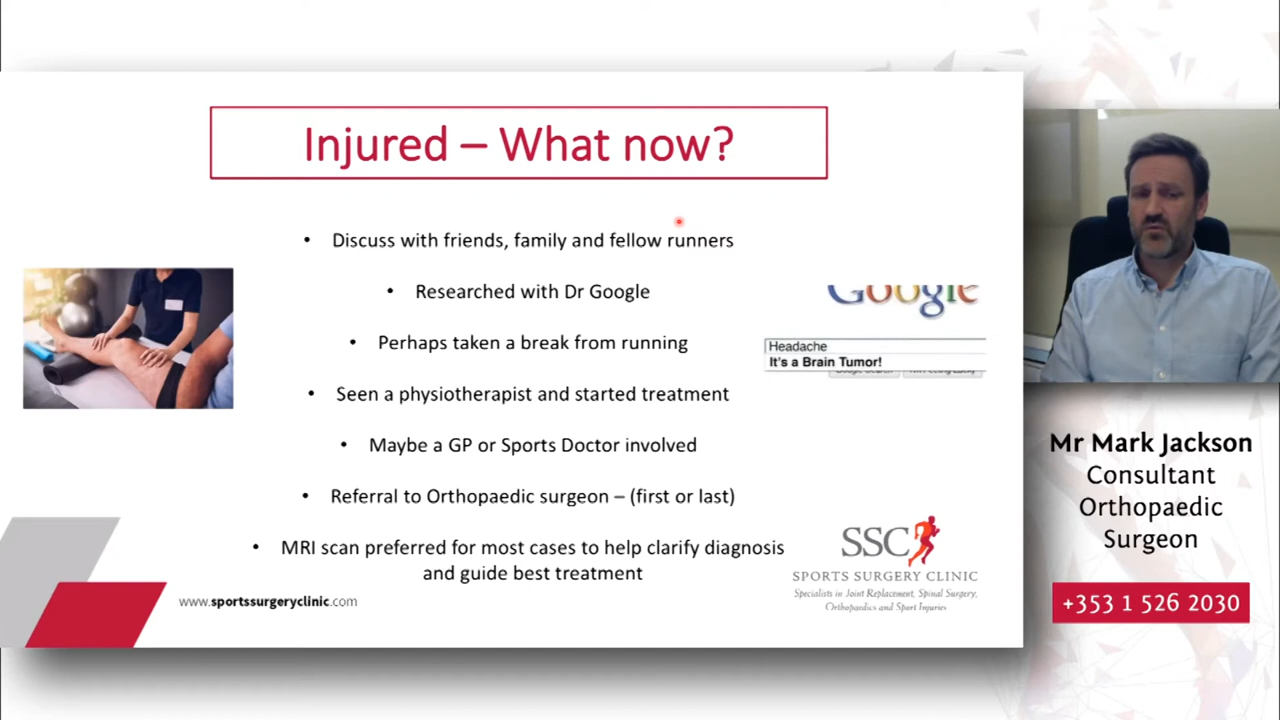 Injured – What now?
• Discuss with friends, family and fellow runners
• Researched with Dr Google
• Perhaps taken a break from running
• Seen a physiotherapist and started treatment
• Maybe a GP or Sports Doctor involved
• Referral to Orthopaedic surgeon – (first or last)
• MRI scan preferred for most cases to help clarify diagnosis
and guide best treatment
Google
Headache
It's a Brain Tumor!
www.sportssurgeryclinic.com
SSC
SPORTS SURGERY CLINIC
Specialists in Joint Replacement, Spinal Surgery,
Orthopaedics and Sport Injuries
Mr Mark Jackson
Consultant
Orthopaedic
Surgeon
+353 1 526 2030